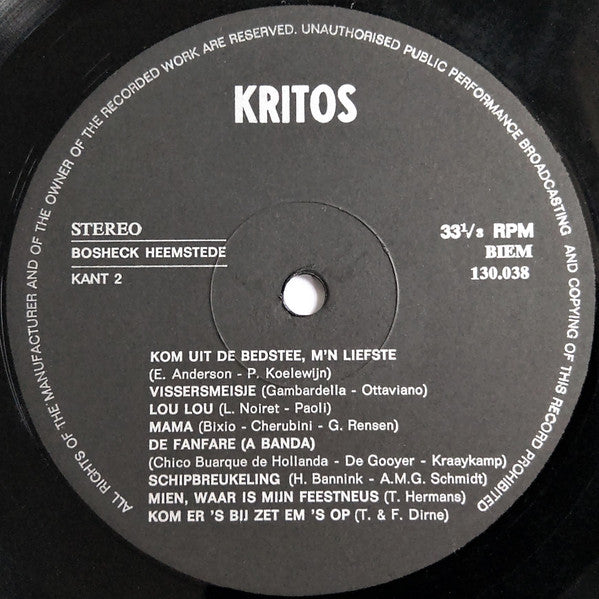 ALL RIGHTS OF THE MANUFACTURER AND OF THE OWNER OF THE RECORDED WORK ARE RESERVED. UNAUTHORISED PUBLIC PERFORMANCE BROADCASTING AND COPYING OF THIS RECORD PROHIBITED
KRITOS
STEREO
BOSHECK HEEMSTEDE
KANT 2
33⅓ RPM
BIEM
130.038
KOM UIT DE BEDSTEE, M'N LIEFSTE
(E. Anderson - P. Koelewijn)
VISSERSMEISJE (Gambardella - Ottaviano)
LOU LOU (L. Noiret - Paoli)
MAMA (Bixio - Cherubini - G. Rensen)
DE FANFARE (A BANDA)
(Chico Buarque de Hollanda - De Gooyer - Kraaykamp)
SCHIPBREUKELING (H. Bannink - A.M.G. Schmidt)
MIEN, WAAR IS MIJN FEESTNEUS (T. Hermans)
KOM ER 'S BIJ ZET EM 'S OP (T. & F. Dirne)